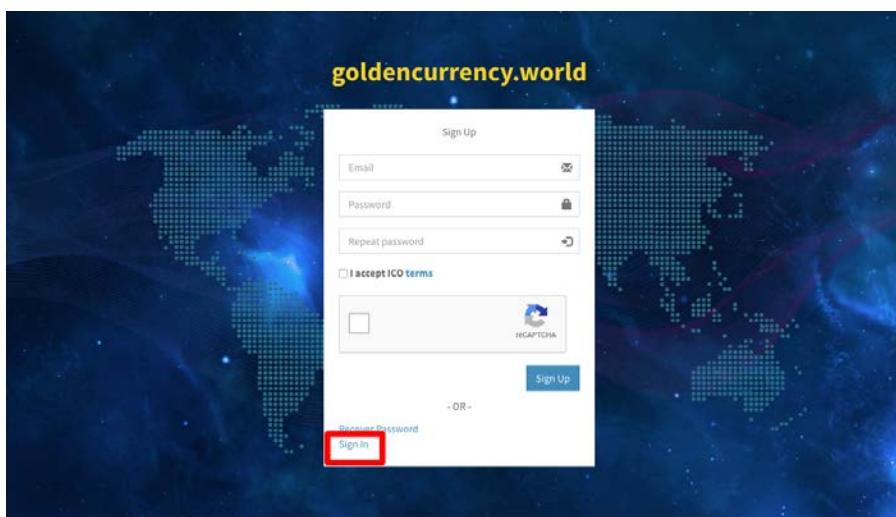 goldencurrency.world
Sign Up
Email
Password
Repeat password
I accept ICO terms
reCAPTCHA
Sign Up
- OR -
Recover Password
Sign In